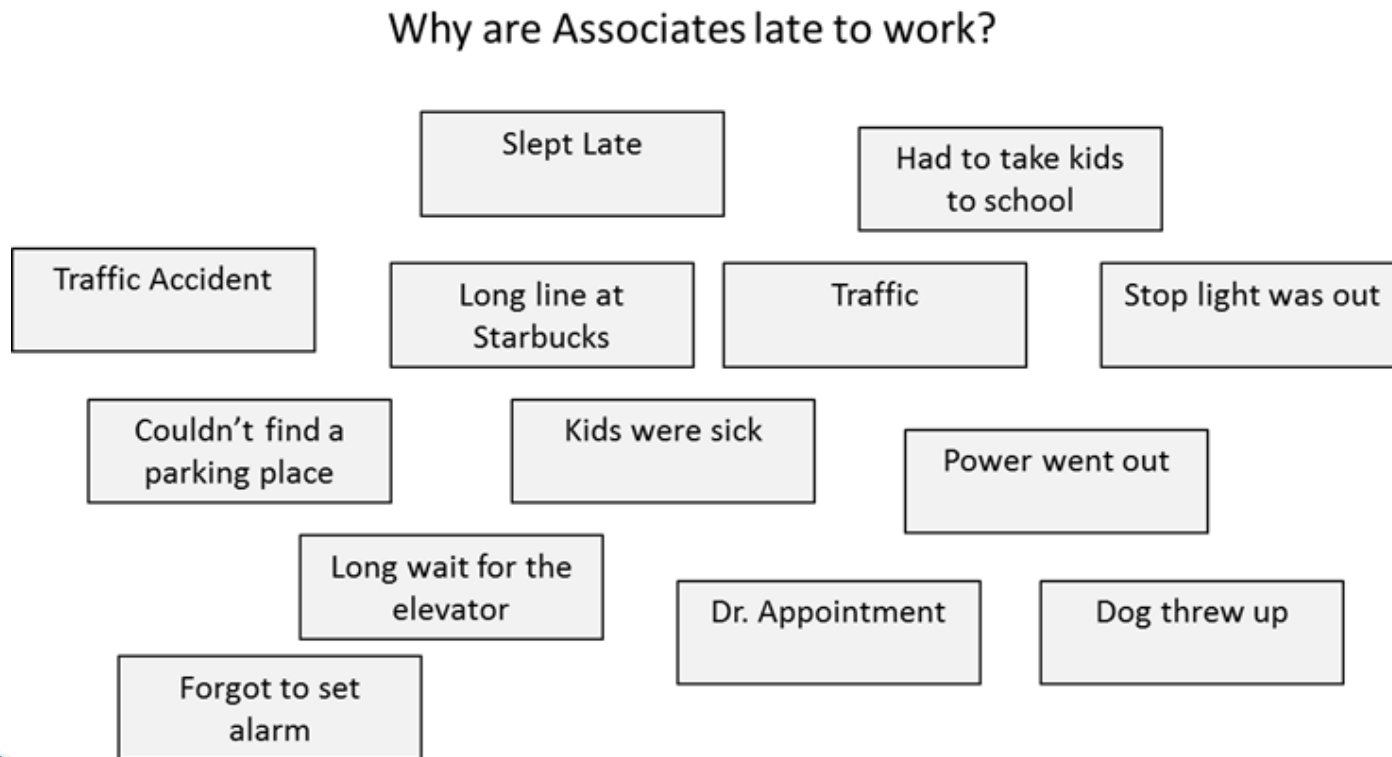 Why are Associates late to work?
Slept Late
Had to take kids
to school
Traffic Accident
Long line at
Starbucks
Traffic
Stop light was out
Couldn’t find a
parking place
Kids were sick
Power went out
Long wait for the
elevator
Dr. Appointment
Dog threw up
Forgot to set
alarm